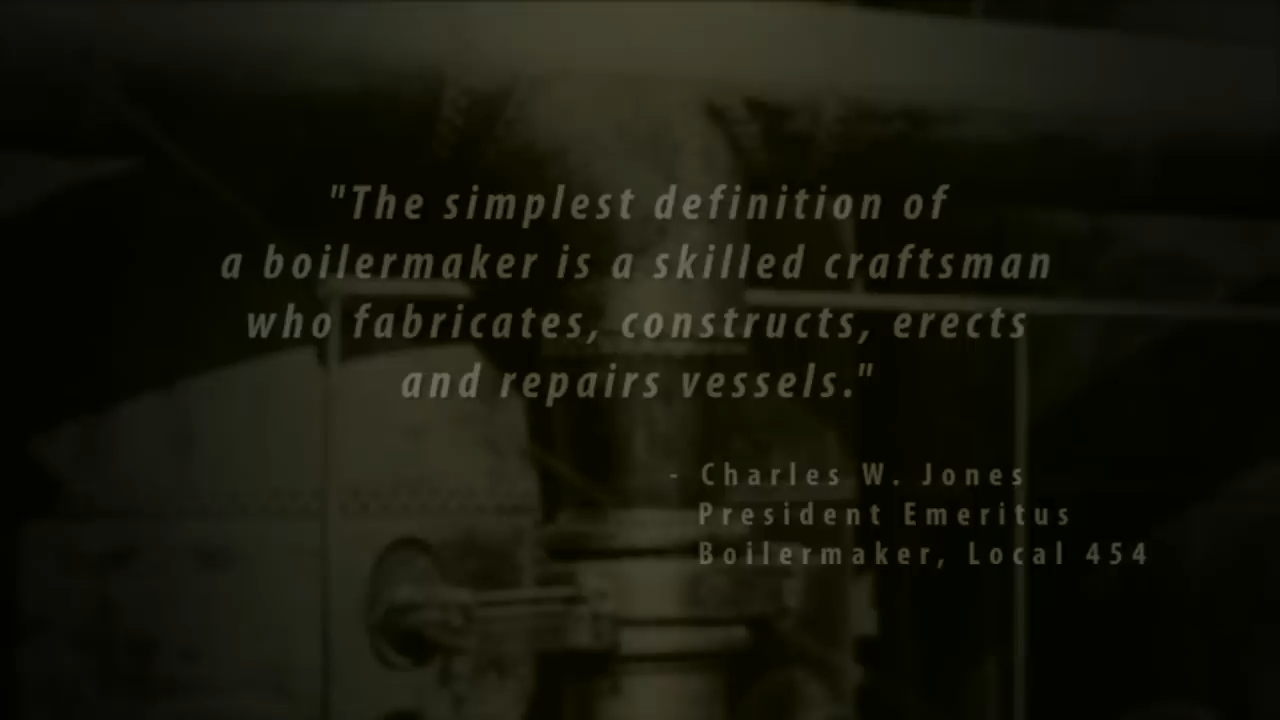 "The simplest definition of
a boilermaker is a skilled craftsman
who fabricates, constructs, erects
and repairs vessels."
- Charles W. Jones
President Emeritus
Boilermaker, Local 454